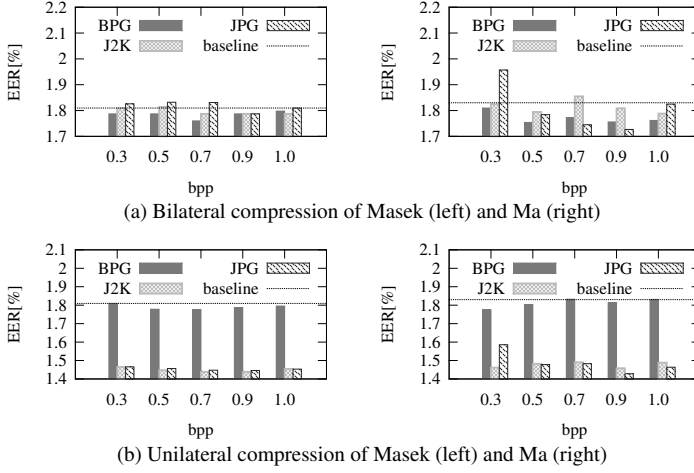 2.1
2
1.9
1.8
1.7
EER[%]
BPG
J2K
JPG
baseline
0.3 0.5 0.7 0.9 1.0
bpp
2.1
2
1.9
1.8
1.7
EER[%]
BPG
J2K
JPG
baseline
0.3 0.5 0.7 0.9 1.0
bpp
(a) Bilateral compression of Masek (left) and Ma (right)
2.1
2
1.9
1.8
1.7
1.6
1.5
1.4
EER[%]
BPG
J2K
JPG
baseline
0.3 0.5 0.7 0.9 1.0
bpp
2.1
2
1.9
1.8
1.7
1.6
1.5
1.4
EER[%]
BPG
J2K
JPG
baseline
0.3 0.5 0.7 0.9 1.0
bpp
(b) Unilateral compression of Masek (left) and Ma (right)